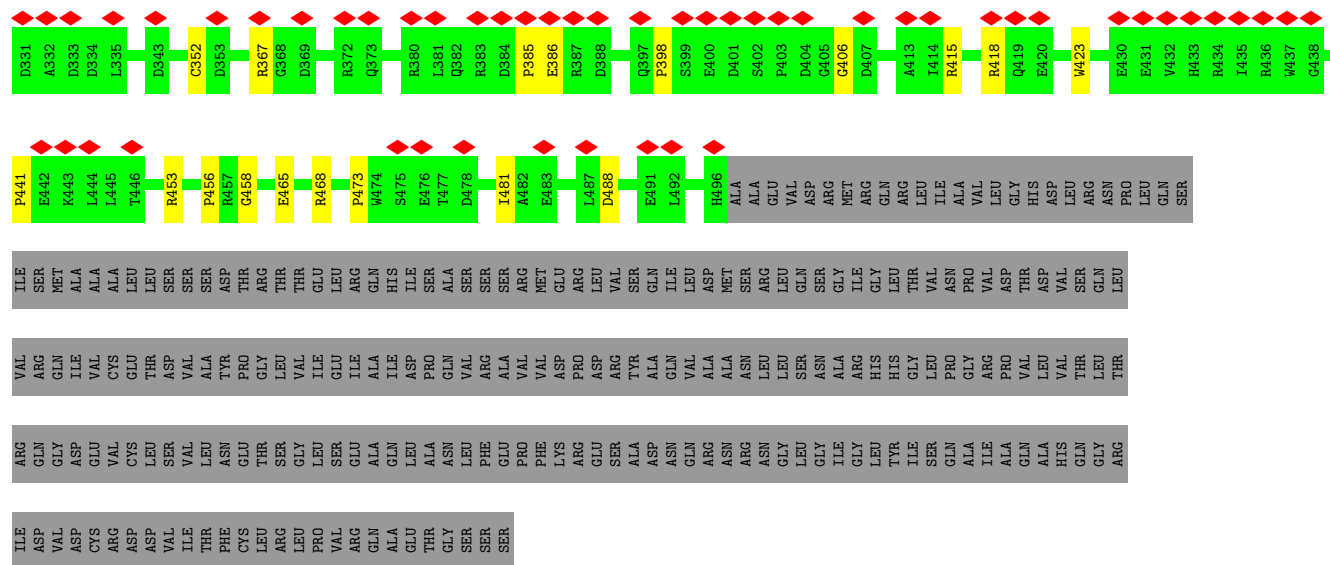 D331 A332 D333 D334 L335 D343 C352 D353 R367 G368 D369 R372 Q373 R380 L381 Q382 R383 D384 P385 E386 R387 D388 Q397 P398 S399 E400 D401 S402 P403 D404 G405 G406 D407 A413 I414 R415 R418 Q419 E420 W423 E430 E431 V432 H433 R434 I435 R436 W437 G438
P441 E442 K443 L444 L445 T446 R453 P456 R457 G458 E465 R468 P473 W474 S475 E476 T477 D478 I481 A482 E483 L487 D488 E491 L492 H496 ALA ALA GLU VAL ASP ARG MET ARG GLN ARG LEU ILE ALA VAL LEU GLY HIS ASP LEU ARG ASN PRO LEU GLN SER
ILE SER MET ALA ALA ALA LEU LEU SER SER SER ASP THR ARG THR THR GLU LEU ARG GLN HIS ILE SER ALA SER SER SER ARG MET GLU ARG LEU VAL SER GLN ILE LEU ASP MET SER ARG LEU GLN SER GLY ILE GLY LEU THR VAL ASN PRO VAL ASP THR ASP VAL SER GLN LEU
VAL ARG GLN ILE VAL CYS GLU THR ASP VAL ALA TYR PRO GLY LEU VAL ILE GLU ILE ALA ILE ASP PRO GLN VAL ARG ALA VAL VAL ASP PRO ASP ARG TYR ALA GLN VAL ALA ALA ASN LEU LEU SER ASN ALA ARG HIS HIS GLY LEU PRO GLY ARG PRO VAL LEU VAL THR LEU THR
ARG GLN GLY ASP GLU VAL CYS LEU SER VAL LEU ASN GLU THR SER GLY LEU SER GLU ALA GLN LEU ALA ASN LEU PHE GLU PRO PHE LYS ARG GLU SER ALA ASP ASN GLN ARG ASN ARG ASN GLY LEU GLY ILE GLY LEU TYR ILE SER GLN ALA ILE ALA GLN ALA HIS GLN GLY ARG
ILE ASP VAL ASP CYS ARG ASP ASP VAL ILE THR PHE CYS LEU ARG LEU PRO VAL ARG GLN ALA GLU THR GLY SER SER SER